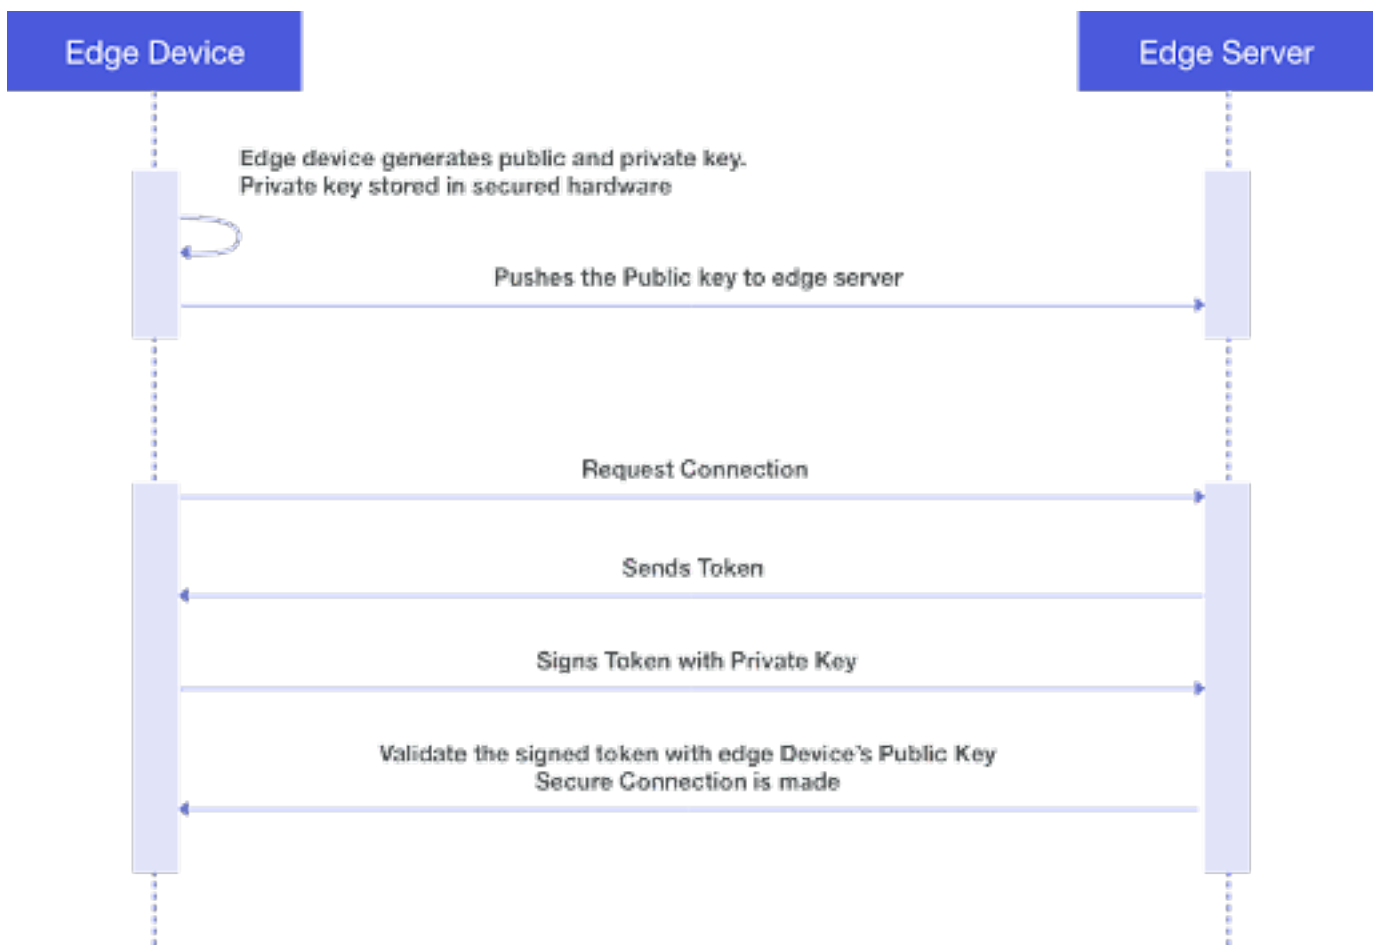 Edge Device
Edge Server
Edge device generates public and private key.
Private key stored in secured hardware
Pushes the Public key to edge server
Request Connection
Sends Token
Signs Token with Private Key
Validate the signed token with edge Device's Public Key
Secure Connection is made